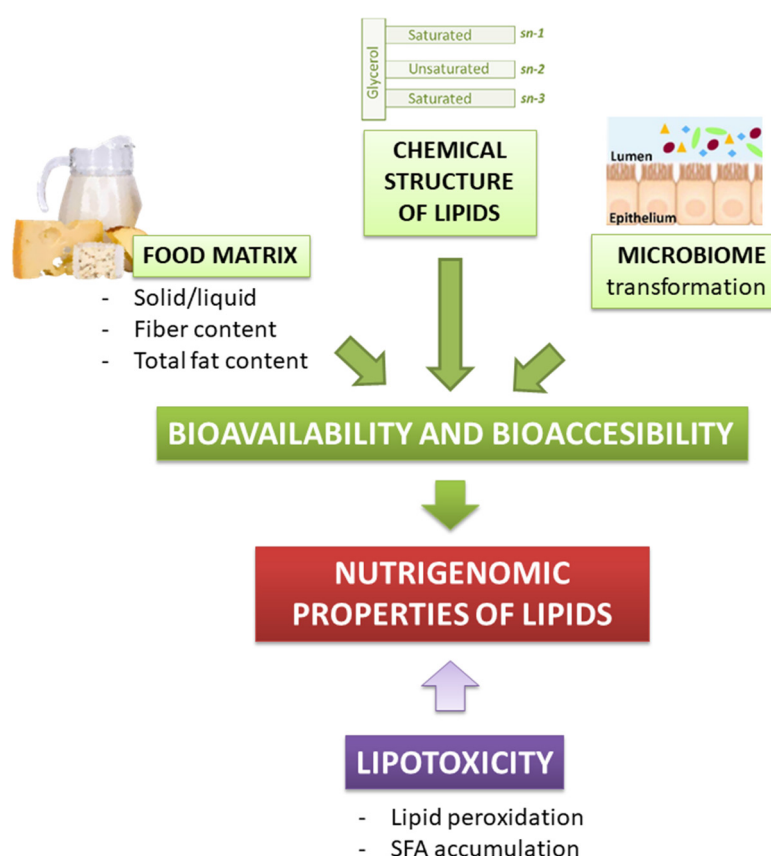 Glycerol
Saturated sn-1
Unsaturated sn-2
Saturated sn-3
CHEMICAL
STRUCTURE
OF LIPIDS
Lumen
Epithelium
MICROBIOME
transformation
FOOD MATRIX
- Solid/liquid
- Fiber content
- Total fat content
BIOAVAILABILITY AND BIOACCESIBILITY
NUTRIGENOMIC
PROPERTIES OF LIPIDS
LIPOTOXICITY
- Lipid peroxidation
- SFA accumulation